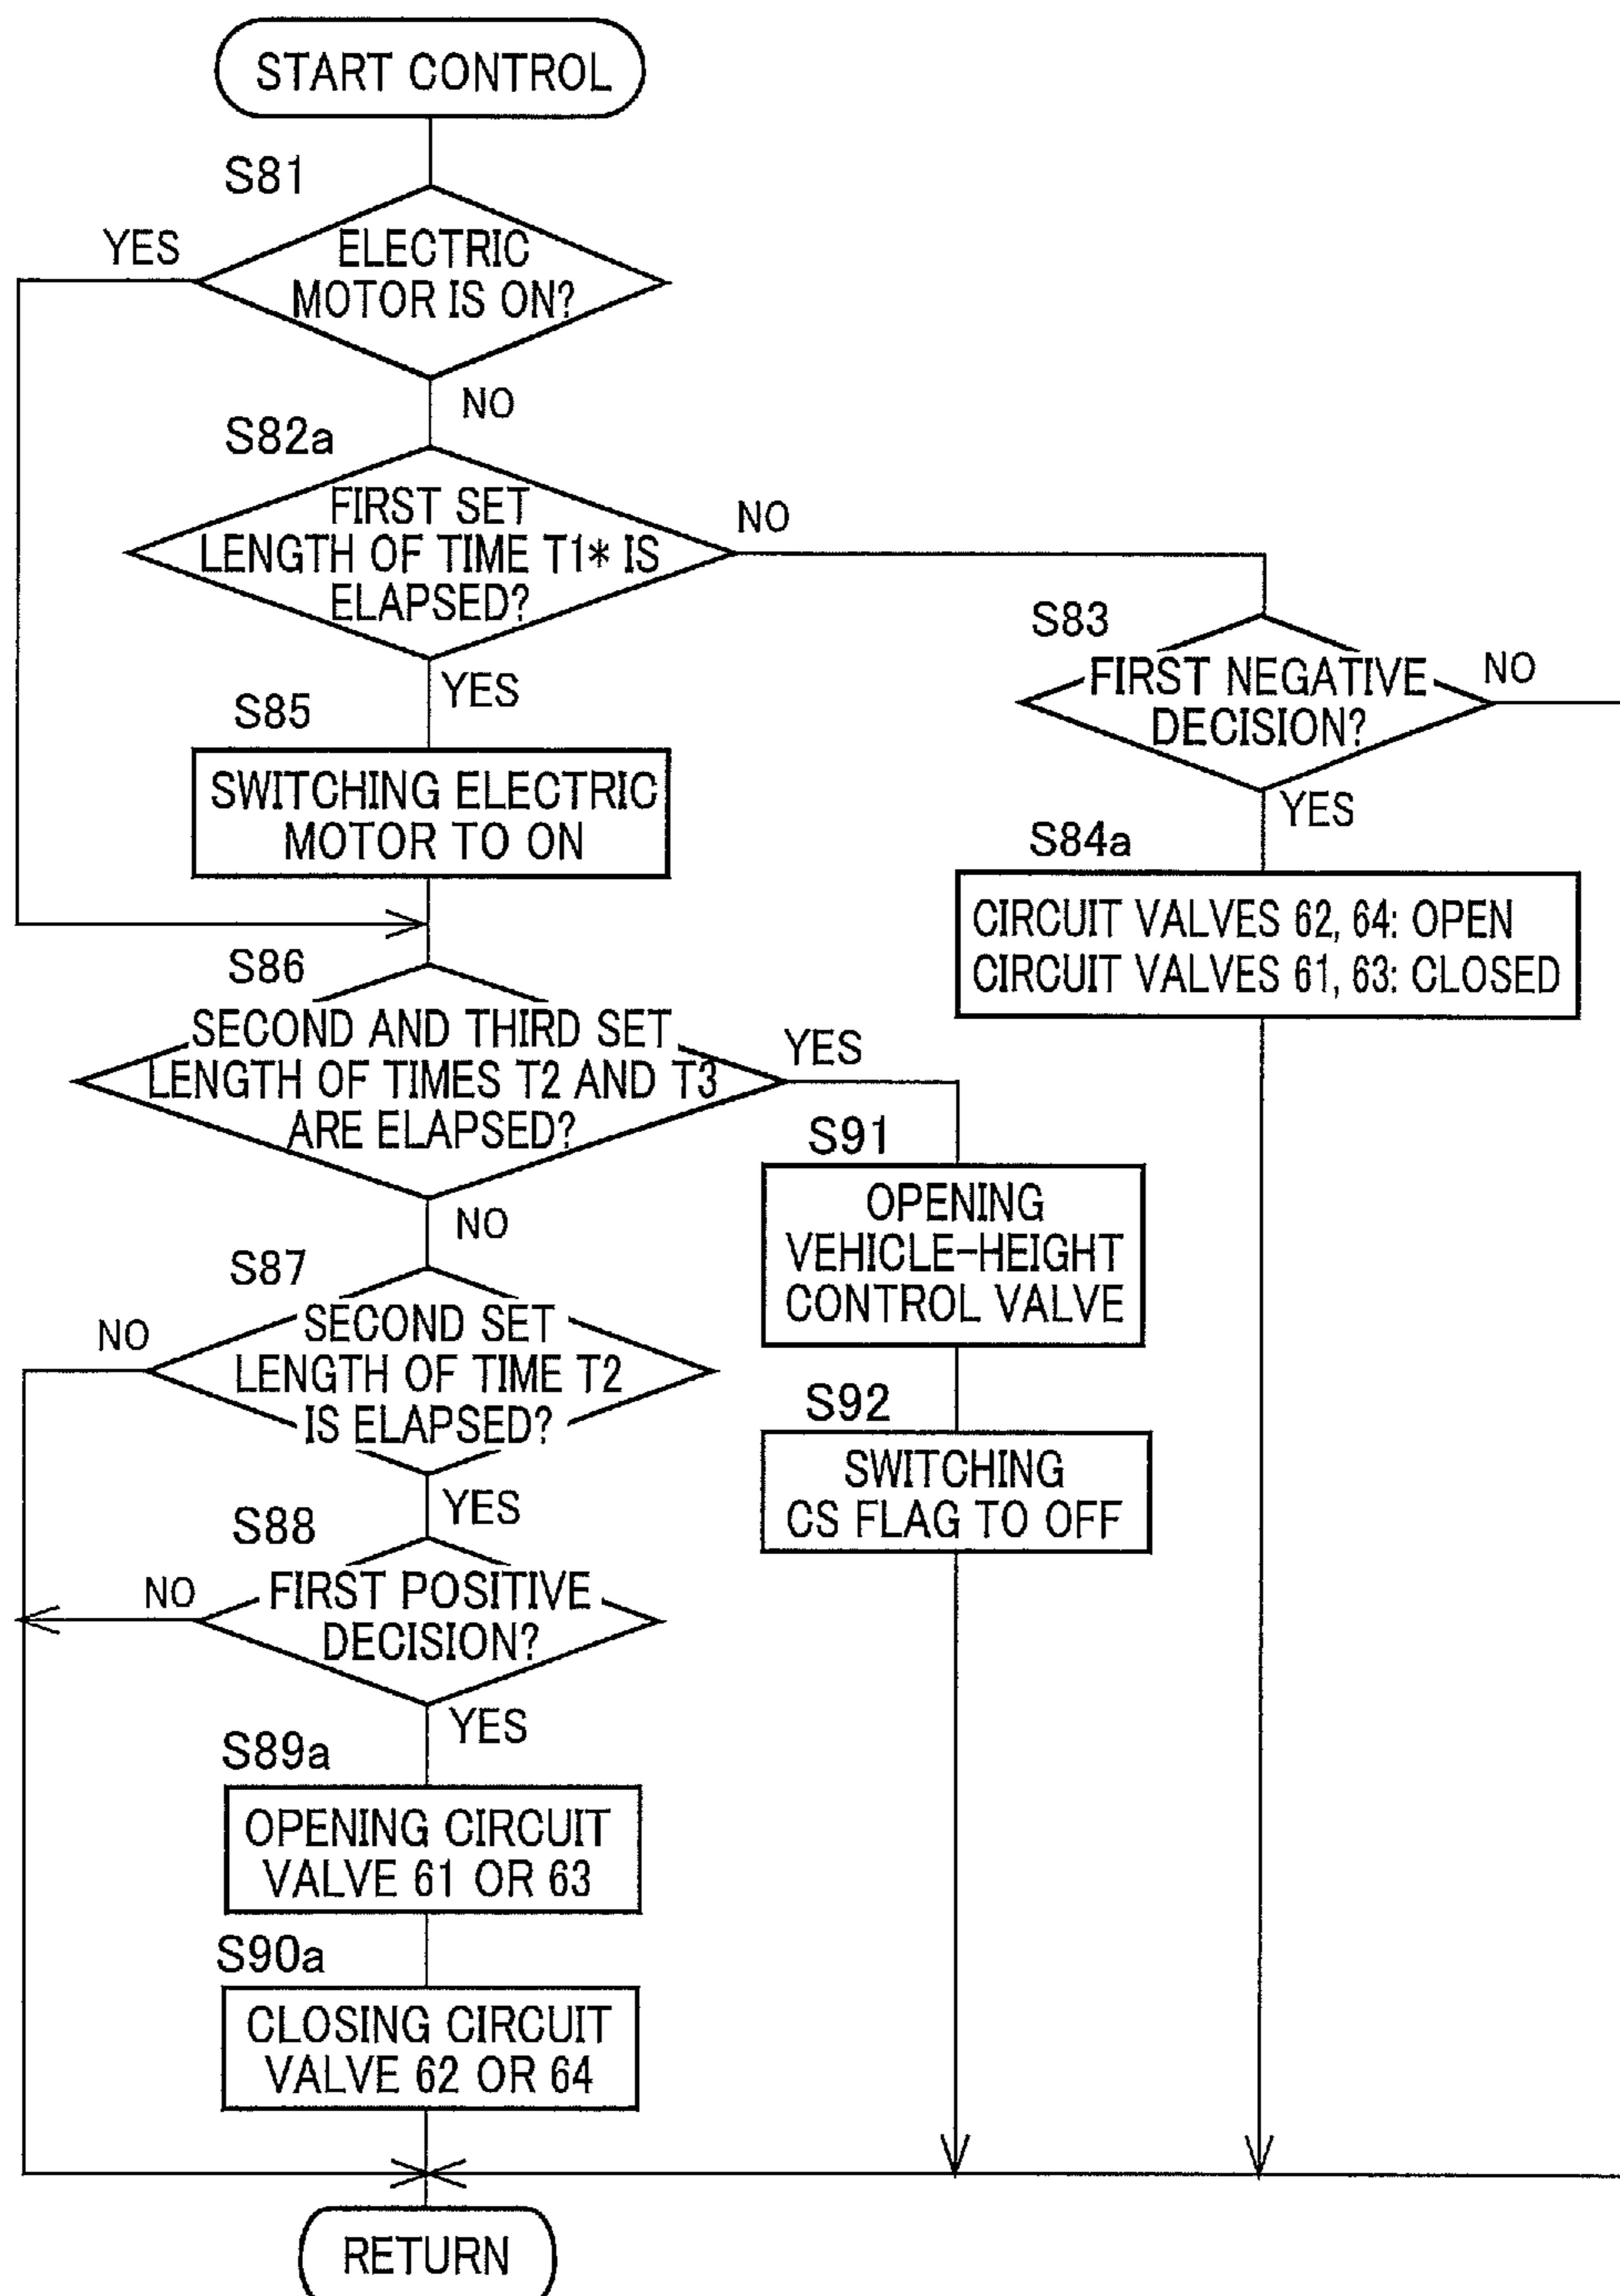 START CONTROL
S81
YES
ELECTRIC
MOTOR IS ON?
NO
S82a
FIRST SET
LENGTH OF TIME T1* IS
ELAPSED?
NO
YES
S83
FIRST NEGATIVE
DECISION?
NO
YES
S84a
CIRCUIT VALVES 62, 64: OPEN
CIRCUIT VALVES 61, 63: CLOSED
S85
SWITCHING ELECTRIC
MOTOR TO ON
S86
SECOND AND THIRD SET
LENGTH OF TIMES T2 AND T3
ARE ELAPSED?
YES
NO
S91
OPENING
VEHICLE-HEIGHT
CONTROL VALVE
S92
SWITCHING
CS FLAG TO OFF
S87
NO
SECOND SET
LENGTH OF TIME T2
IS ELAPSED?
YES
S88
NO
FIRST POSITIVE
DECISION?
YES
S89a
OPENING CIRCUIT
VALVE 61 OR 63
S90a
CLOSING CIRCUIT
VALVE 62 OR 64
RETURN